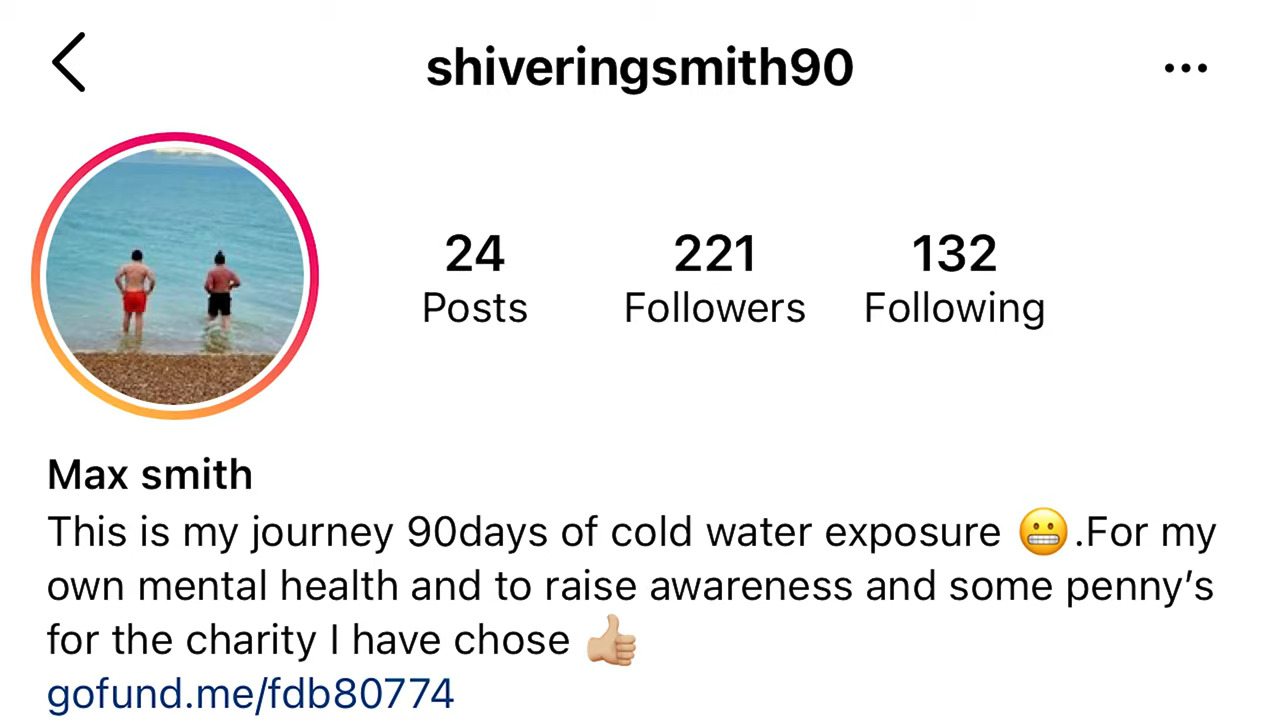 shiveringsmith90
24 221 132
Posts Followers Following
Max smith
This is my journey 90days of cold water exposure 😬.For my
own mental health and to raise awareness and some penny’s
for the charity I have chose 👍🏼
gofund.me/fdb80774